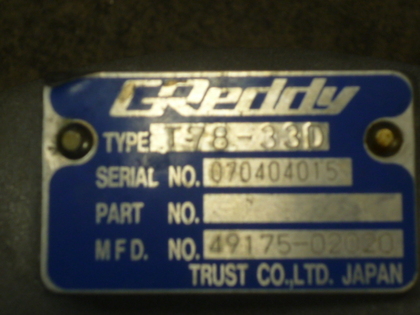 GReddy
TYPE T78-33D
SERIAL NO. 070404015
PART NO.
MFD. NO. 49175-02020
TRUST CO.,LTD. JAPAN